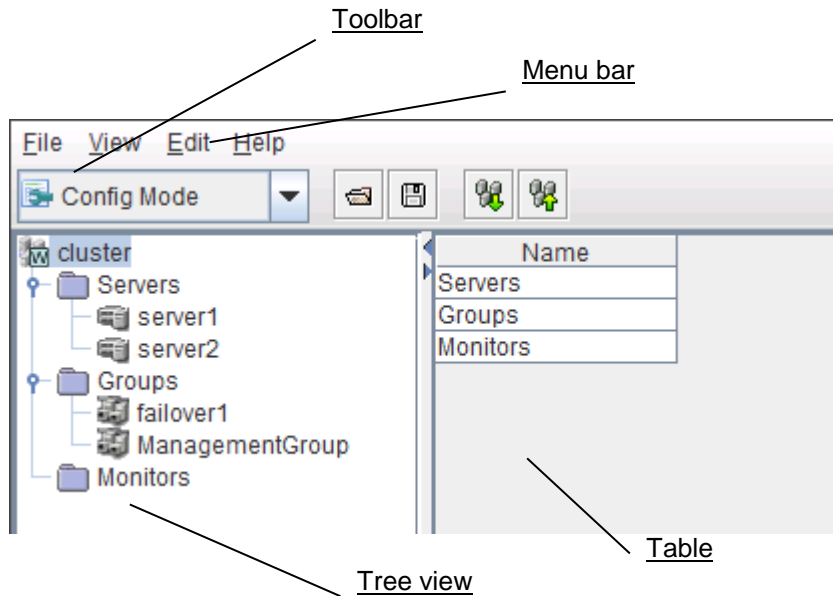 Toolbar
Menu bar
File View Edit Help
Config Mode
cluster
Servers
server1
server2
Groups
failover1
ManagementGroup
Monitors
Name
Servers
Groups
Monitors
Table
Tree view